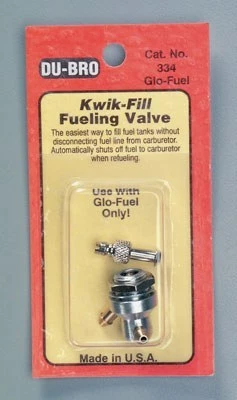 DU-BRO
Cat. No.
334
Glo-Fuel
Kwik-Fill
Fueling Valve
The easiest way to fill fuel tanks without
disconnecting fuel line from carburetor.
Automatically shuts off fuel to carburetor
when refueling.
Use With
Glo-Fuel
Only!
Made in U.S.A.